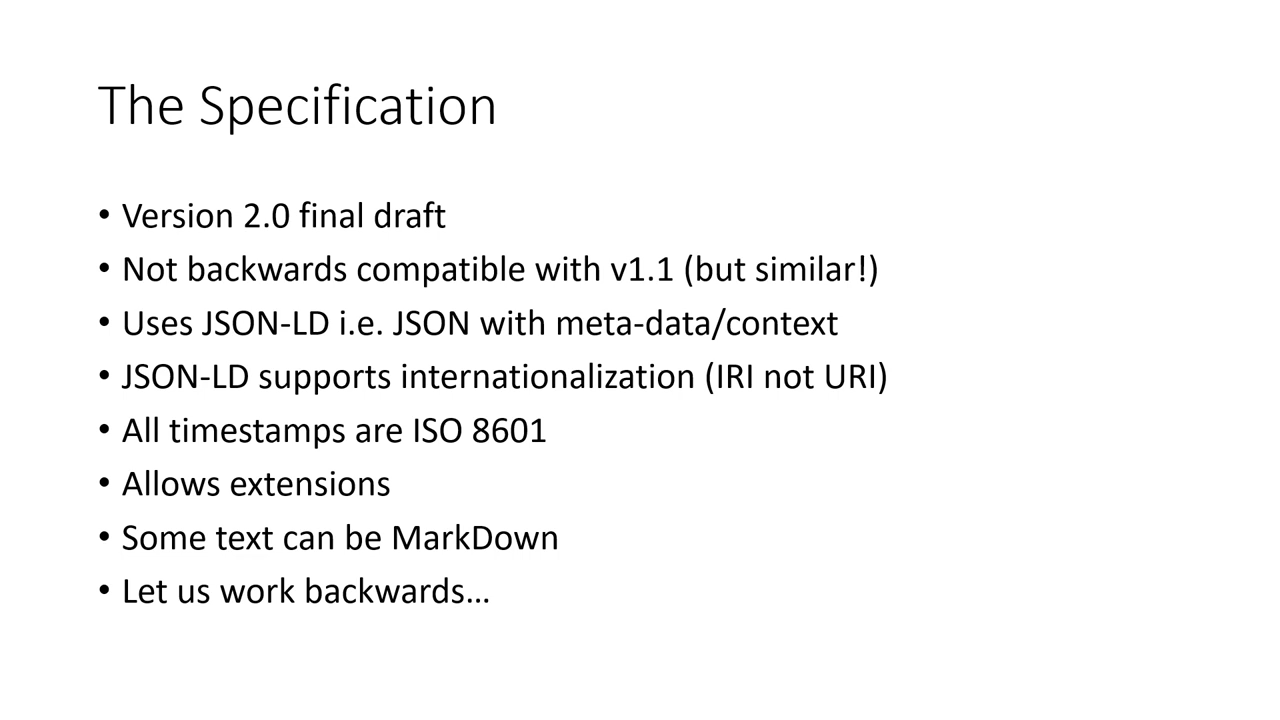 The Specification
• Version 2.0 final draft
• Not backwards compatible with v1.1 (but similar!)
• Uses JSON-LD i.e. JSON with meta-data/context
• JSON-LD supports internationalization (IRI not URI)
• All timestamps are ISO 8601
• Allows extensions
• Some text can be MarkDown
• Let us work backwards…